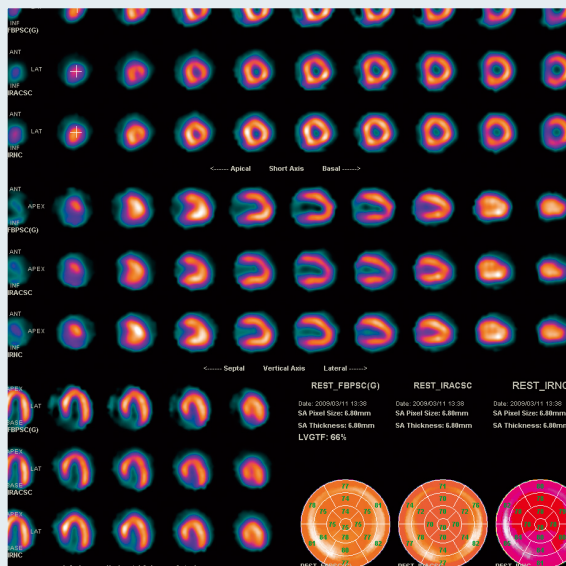 INF
FBPSC(G)
ANT
LAT
INF
IRACSC
ANT
LAT
INF
IRNC
<------ Apical Short Axis Basal ------>
ANT
APEX
INF
FBPSC(G)
ANT
APEX
INF
IRACSC
ANT
APEX
INF
IRNC
<------ Septal Vertical Axis Lateral ------>
APEX
LAT
BASE
FBPSC(G)
APEX
LAT
BASE
IRACSC
APEX
LAT
BASE
IRNC
REST_FBPSC(G) REST_IRACSC REST_IRNC
Date: 2009/03/11 13:38 Date: 2009/03/11 13:38 Date: 2009/03/11 13:38
SA Pixel Size: 6.80mm SA Pixel Size: 6.80mm SA Pixel Size: 6.80mm
SA Thickness: 6.80mm SA Thickness: 6.80mm SA Thickness: 6.80mm
LVGTF: 66%